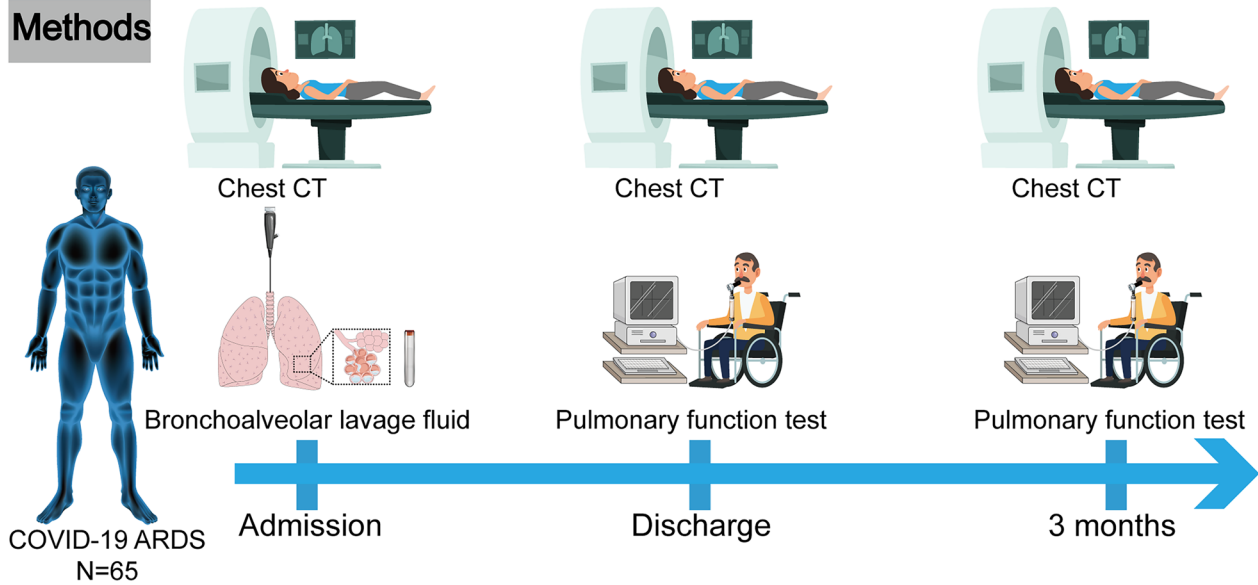 Methods
Chest CT
Chest CT
Chest CT
Bronchoalveolar lavage fluid
Pulmonary function test
Pulmonary function test
Admission
Discharge
3 months
COVID-19 ARDS
N=65